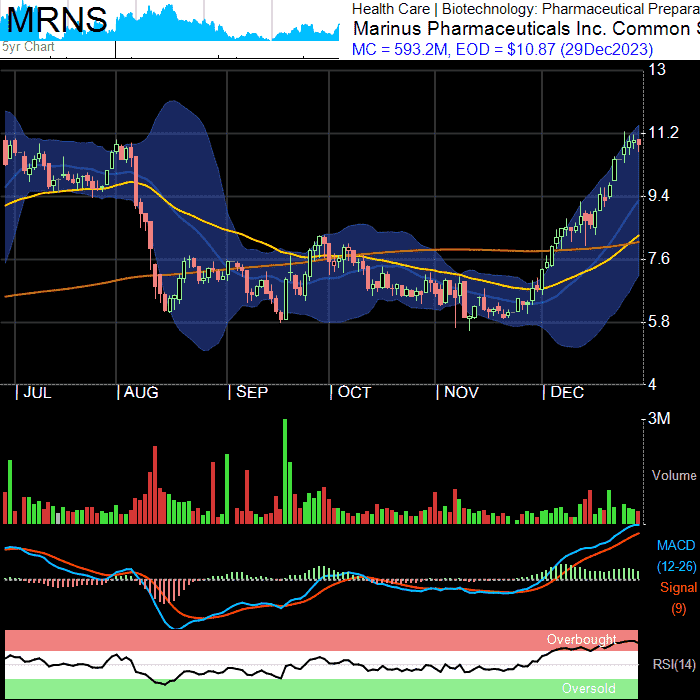 MRNS
5yr Chart
Health Care | Biotechnology: Pharmaceutical Prepara
Marinus Pharmaceuticals Inc. Common S
MC = 593.2M, EOD = $10.87 (29Dec2023)
13
11.2
9.4
7.6
5.8
4
JUL AUG SEP OCT NOV DEC
3M
Volume
MACD
(12-26)
Signal
(9)
Overbought
RSI(14)
Oversold